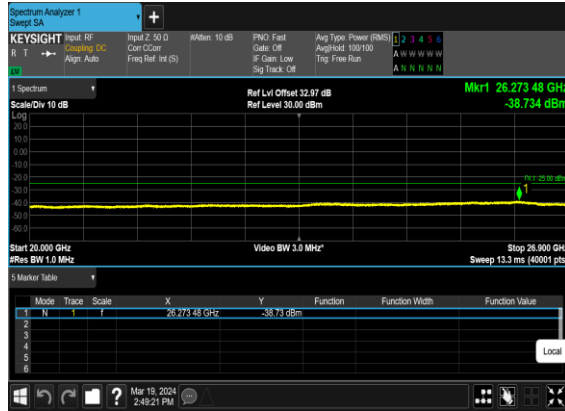 Spectrum Analyzer 1
Swept SA
+
KEYSIGHT Input: RF Input Z: 50 Ω #Atten: 10 dB PNO: Fast Avg Type: Power (RMS) 1 2 3 4 5 6
R T Coupling: DC Corr CCorr Gate: Off Avg|Hold: 100/100 A W W W W W
Align: Auto Freq Ref: Int (S) IF Gain: Low Trig: Free Run
Sig Track: Off A N N N N N
1 Spectrum Ref Lvl Offset 32.97 dB Mkr1 26.273 48 GHz
Scale/Div 10 dB Ref Level 30.00 dBm -38.734 dBm
Log
20.0
10.0
0.00
-10.0
-20.0
DL1 -25.00 dBm
-30.0
1
-40.0
-50.0
-60.0
Start 20.000 GHz Video BW 3.0 MHz* Stop 26.900 GHz
#Res BW 1.0 MHz Sweep 13.3 ms (40001 pts)
5 Marker Table
Mode Trace Scale X Y Function Function Width Function Value
1 N 1 f 26.273 48 GHz -38.73 dBm
2
3
4
5
6
Local
? Mar 19, 2024
2:49:21 PM